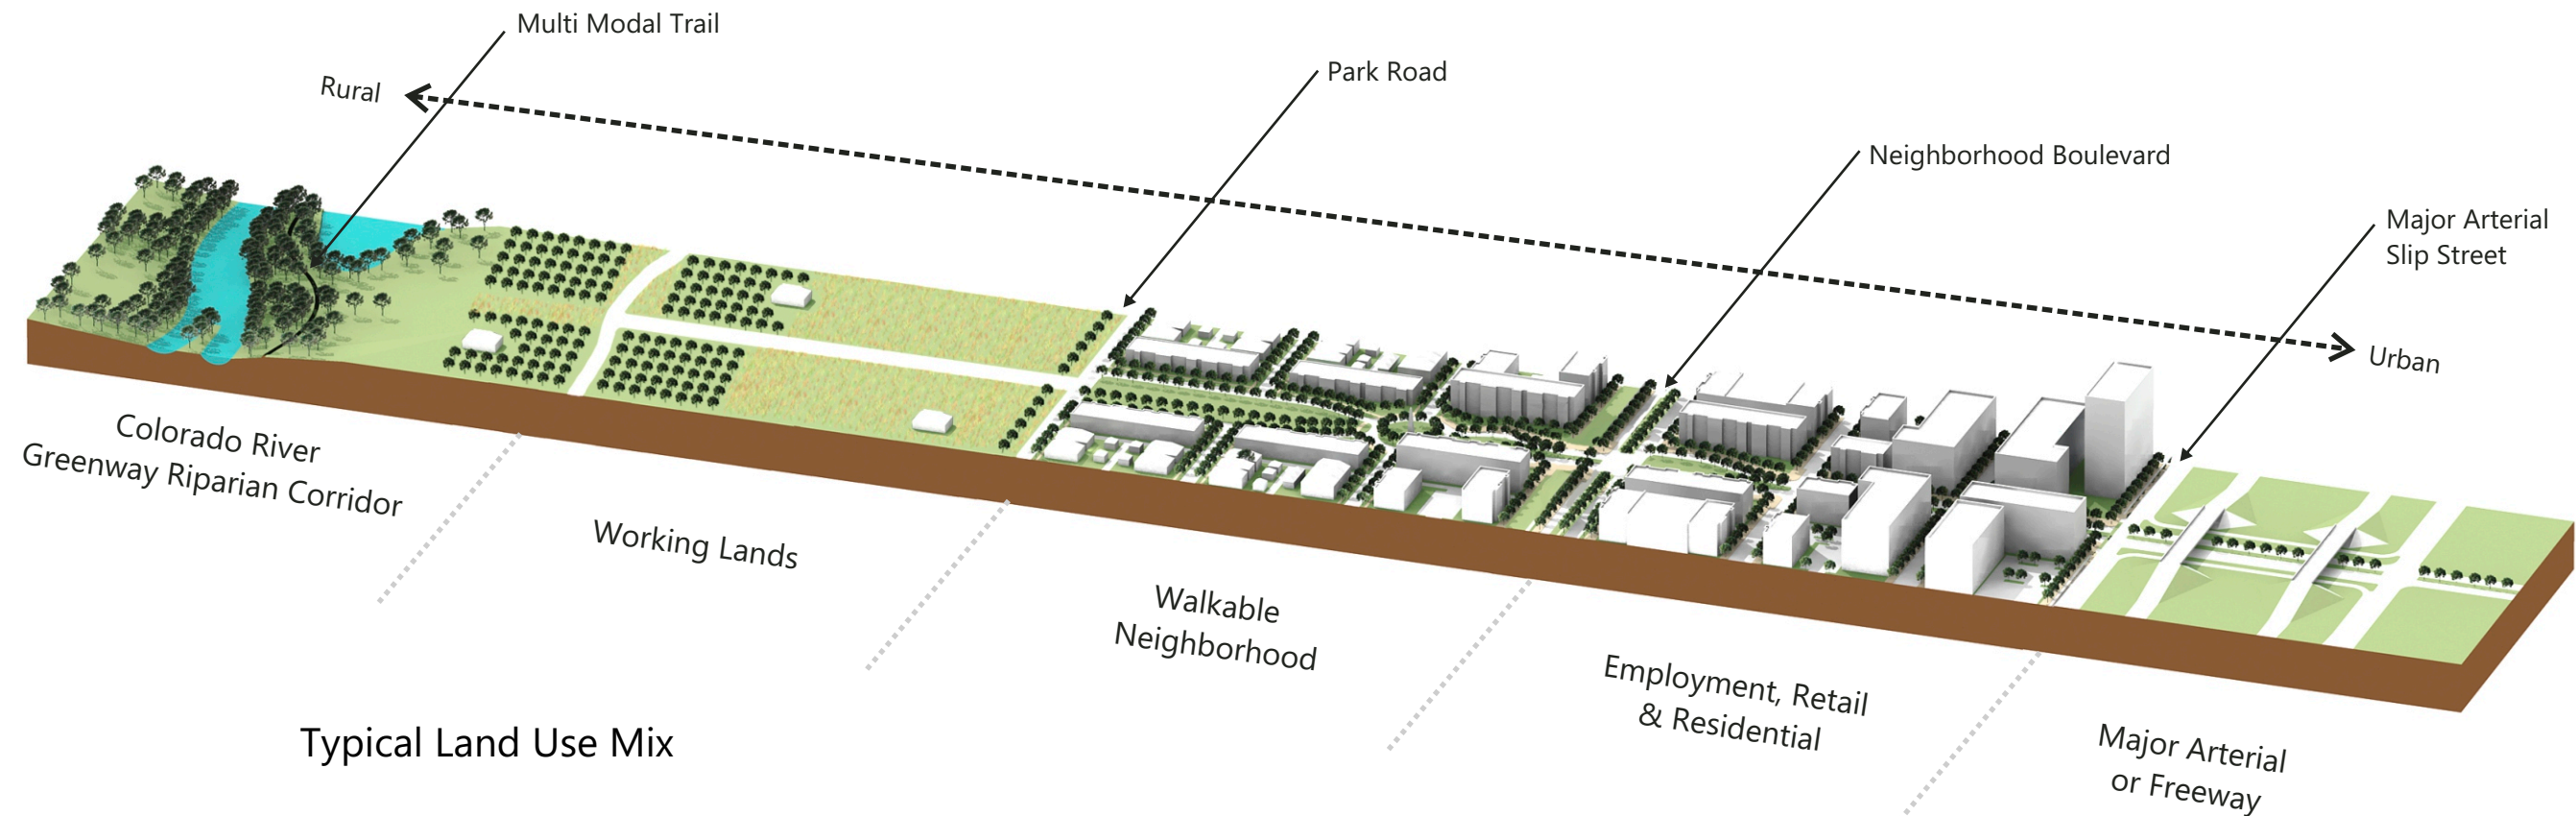 Multi Modal Trail
Rural
Park Road
Neighborhood Boulevard
Major Arterial
Slip Street
Urban
Colorado River
Greenway Riparian Corridor
Working Lands
Walkable
Neighborhood
Employment, Retail
& Residential
Major Arterial
or Freeway
Typical Land Use Mix